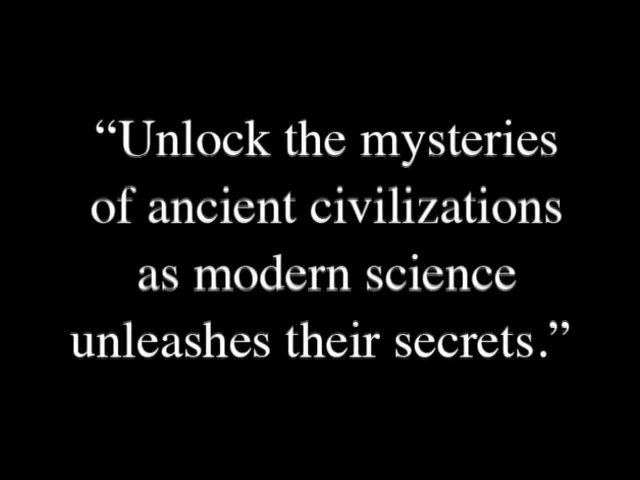 “Unlock the mysteries
of ancient civilizations
as modern science
unleashes their secrets.”